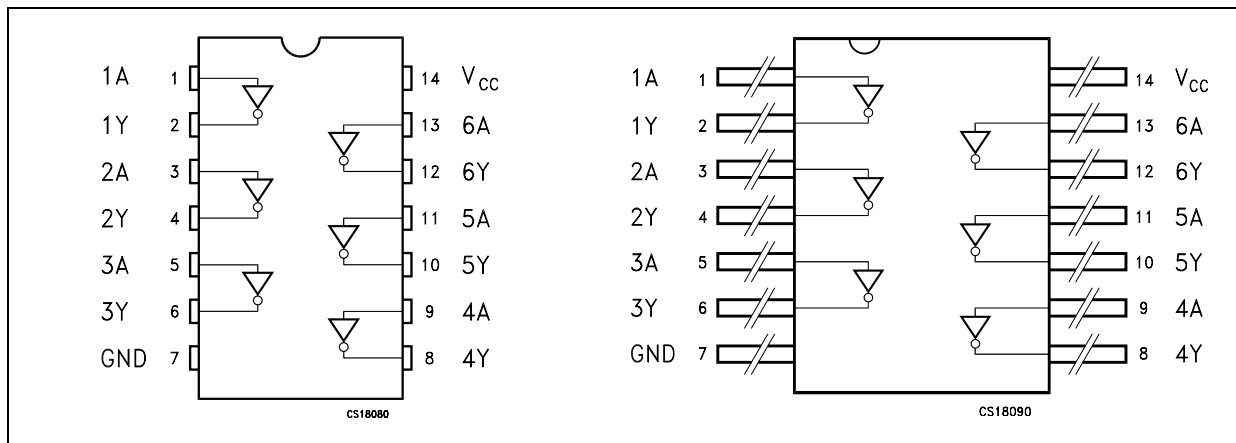 1A 1 14 VCC
1Y 2 13 6A
2A 3 12 6Y
2Y 4 11 5A
3A 5 10 5Y
3Y 6 9 4A
GND 7 8 4Y
CS18080
1A 1 14 VCC
1Y 2 13 6A
2A 3 12 6Y
2Y 4 11 5A
3A 5 10 5Y
3Y 6 9 4A
GND 7 8 4Y
CS18090